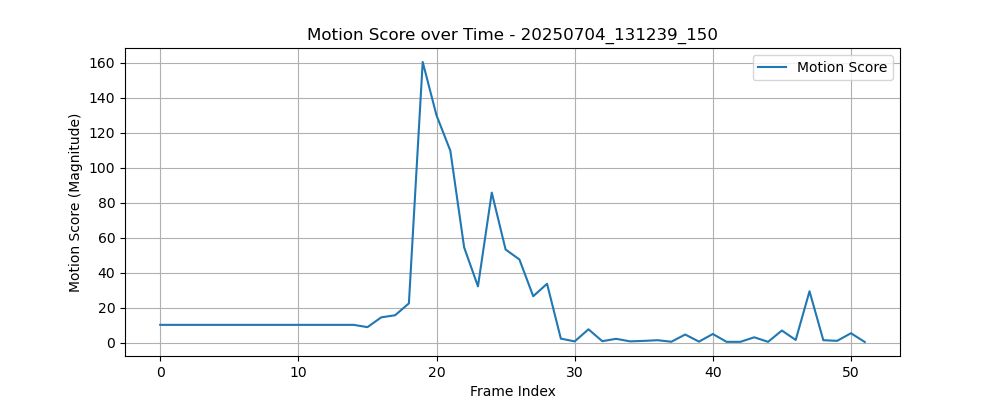 Motion Score over Time - 20250704_131239_150
Motion Score
Motion Score (Magnitude)
160
140
120
100
80
60
40
20
0
0 10 20 30 40 50
Frame Index